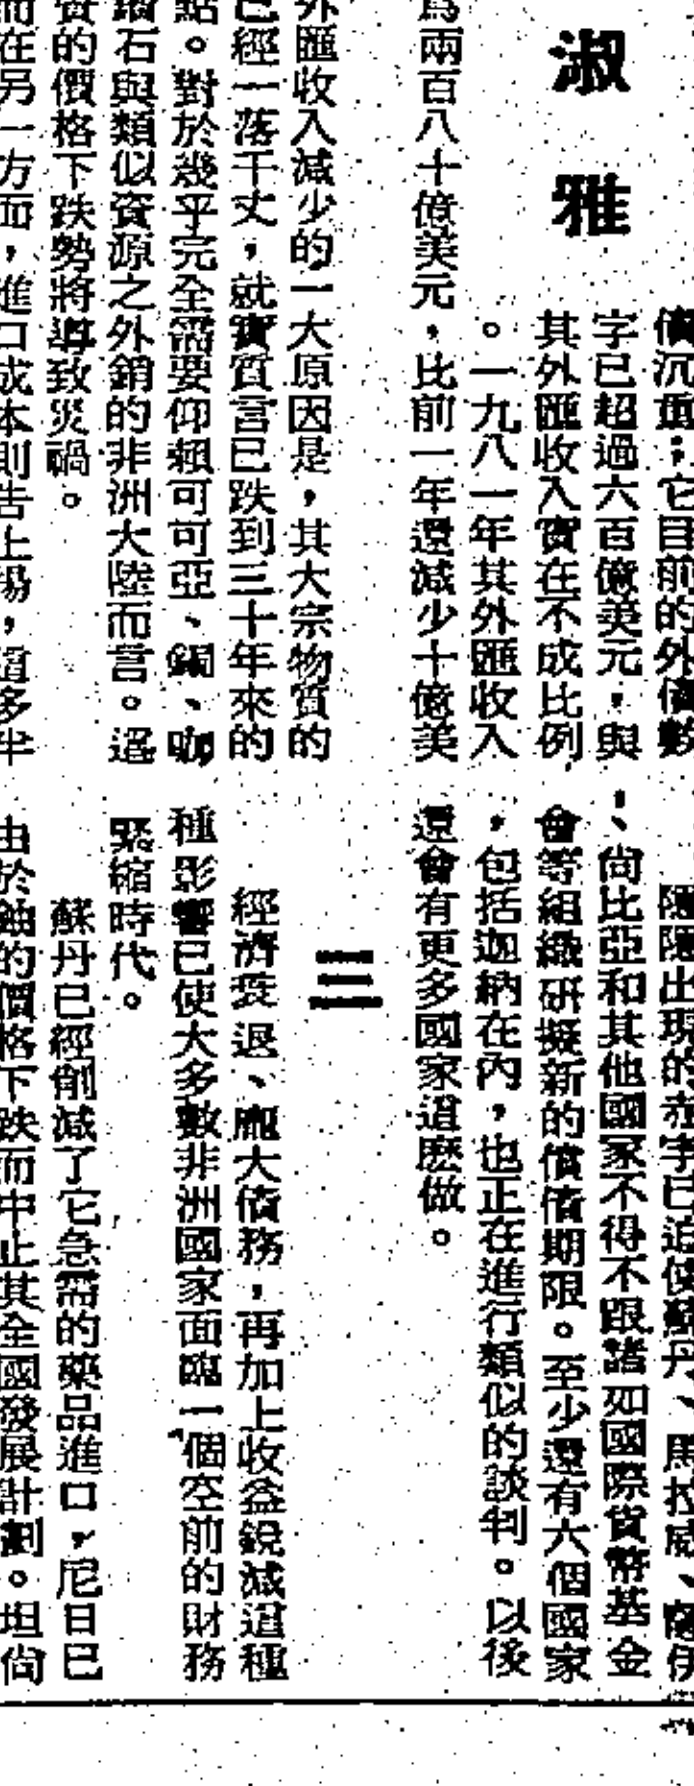 淑雅
債沉重；它目前的外債數
字已超過六百億美元，與
其外匯收入實在不成比例
。一九八一年其外匯收入
為兩百八十億美元，比前一年還減少十億美
外匯收入減少的一大原因是，其大宗物質的
已經一落千丈，就實質言已跌到三十年來的
點。對於幾乎完全需要仰賴可可亞、銅、咖
鑽石與類似資源之外銷的非洲大陸而言。這
資的價格下跌勢將導致災禍。
而在另一方面，進口成本則告上揚，這多半
隱隱出現的赤字已迫使蘇丹、馬拉威、薩伊
、尚比亞和其他國家不得不跟諸如國際貨幣基金
會等組織研擬新的償債期限。至少還有六個國家
，包括迦納在內，也正在進行類似的談判。以後
還會有更多國家這麼做。
三
經濟衰退、龐大債務，再加上收益銳減這種
種影響已使大多數非洲國家面臨一個空前的財務
緊縮時代。
蘇丹已經削減了它急需的藥品進口，尼日已
由於鈾的價格下跌而中止其全國發展計劃。坦尚